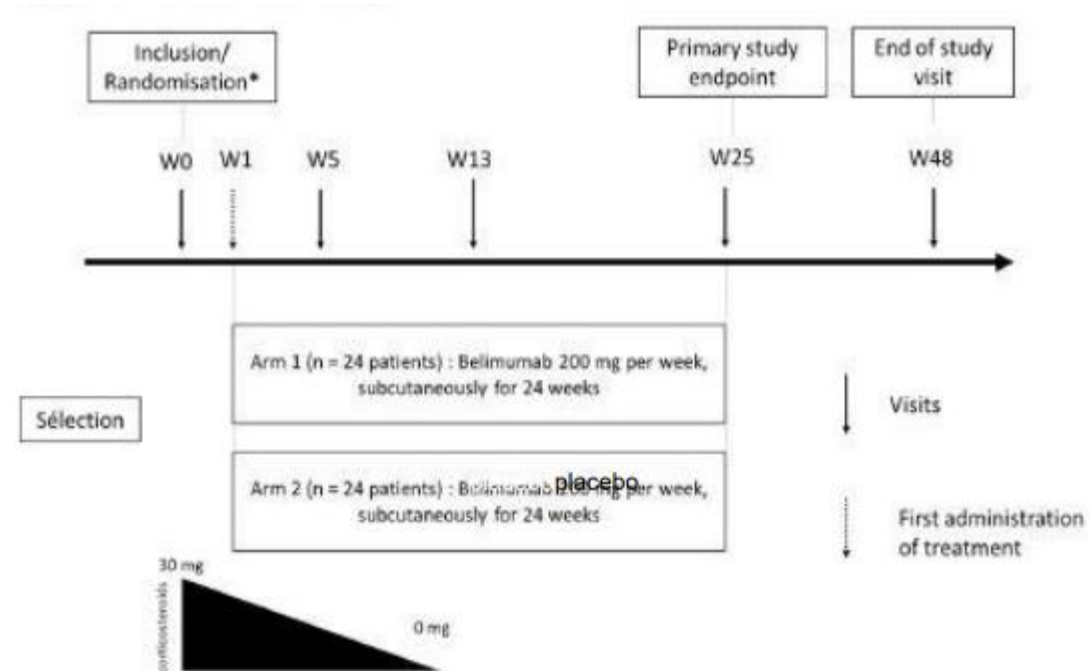 Inclusion/
Randomisation*
Primary study
endpoint
End of study
visit
W0 W1 W5 W13 W25 W48
Arm 1 (n = 24 patients) : Belimumab 200 mg per week,
subcutaneously for 24 weeks
Sélection
Visits
Arm 2 (n = 24 patients) : placebo per week,
subcutaneously for 24 weeks
First administration
of treatment
30 mg
0 mg